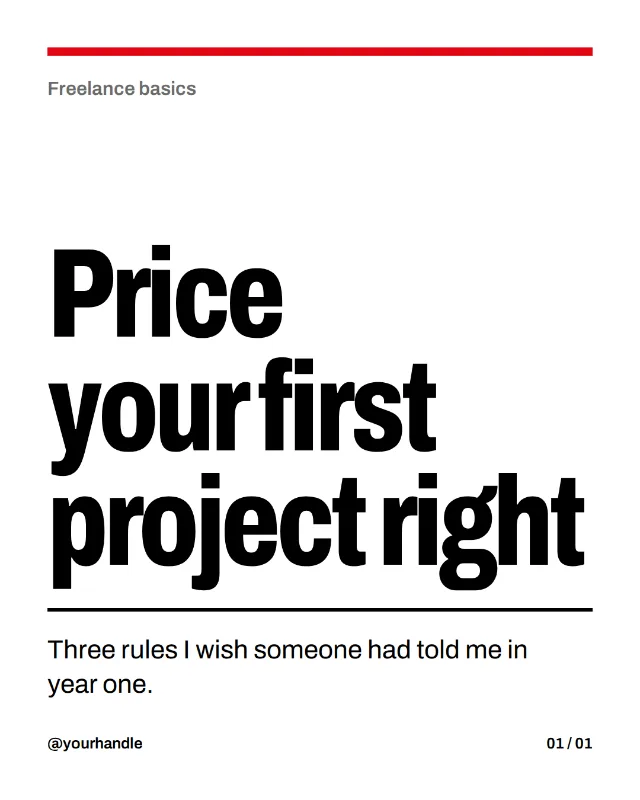 Freelance basics
Price
your first
project right
Three rules I wish someone had told me in
year one.
@yourhandle
01 / 01